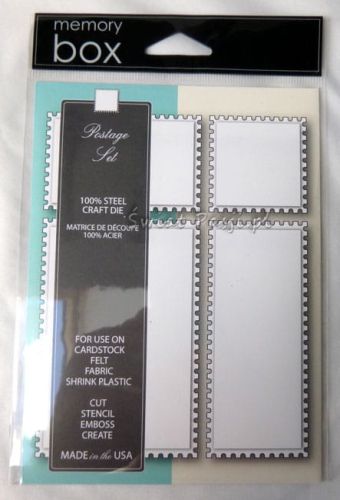 memory
box
Postage
Set
100% STEEL
CRAFT DIE
MATRICE DE DÉCOUPE
100% ACIER
FOR USE ON
CARDSTOCK
FELT
FABRIC
SHRINK PLASTIC
CUT
STENCIL
EMBOSS
CREATE
MADE in the USA